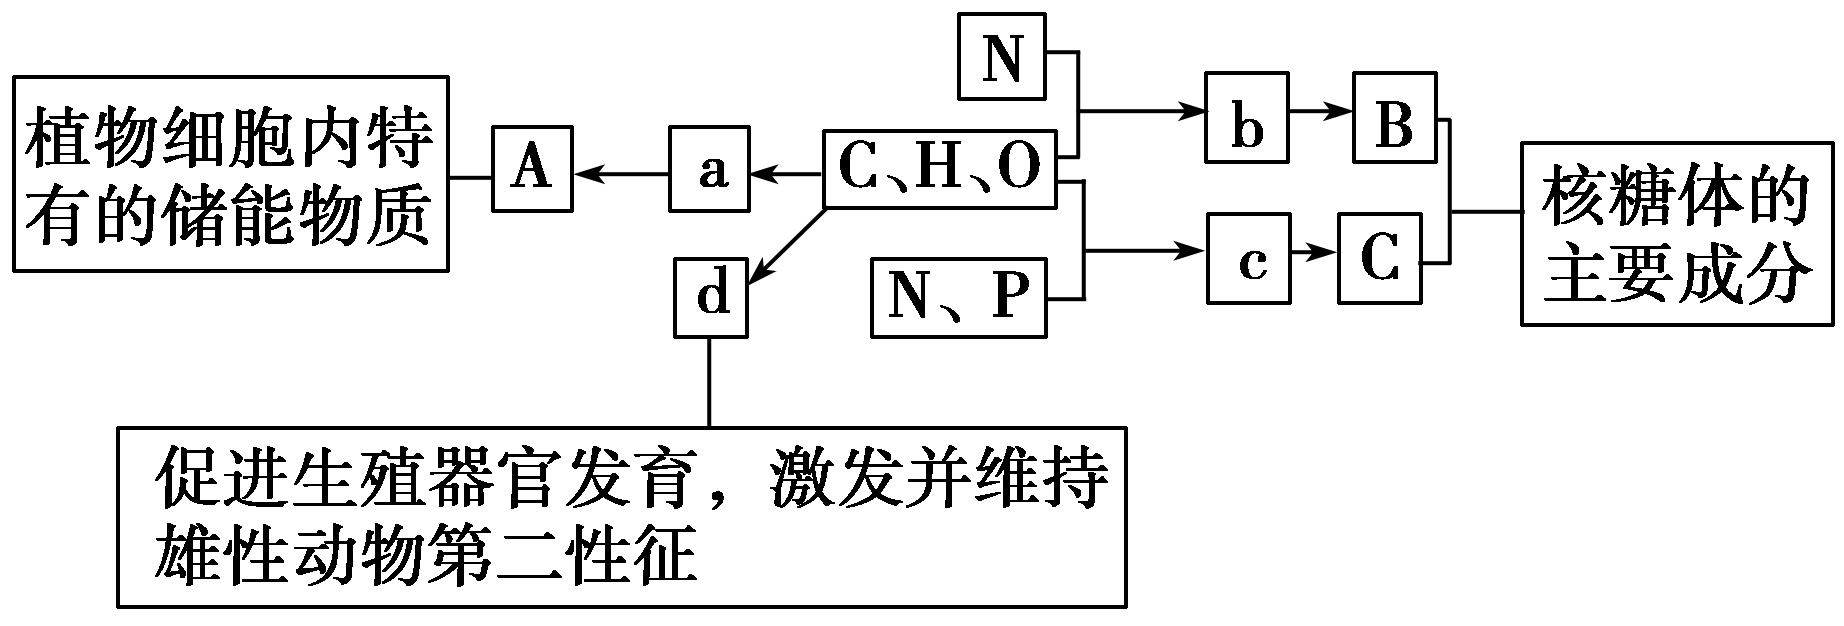 N
植物细胞内特
有的储能物质
A
a
C、H、O
b
B
核糖体的
主要成分
d
N、P
c
C
促进生殖器官发育，激发并维持
雄性动物第二性征